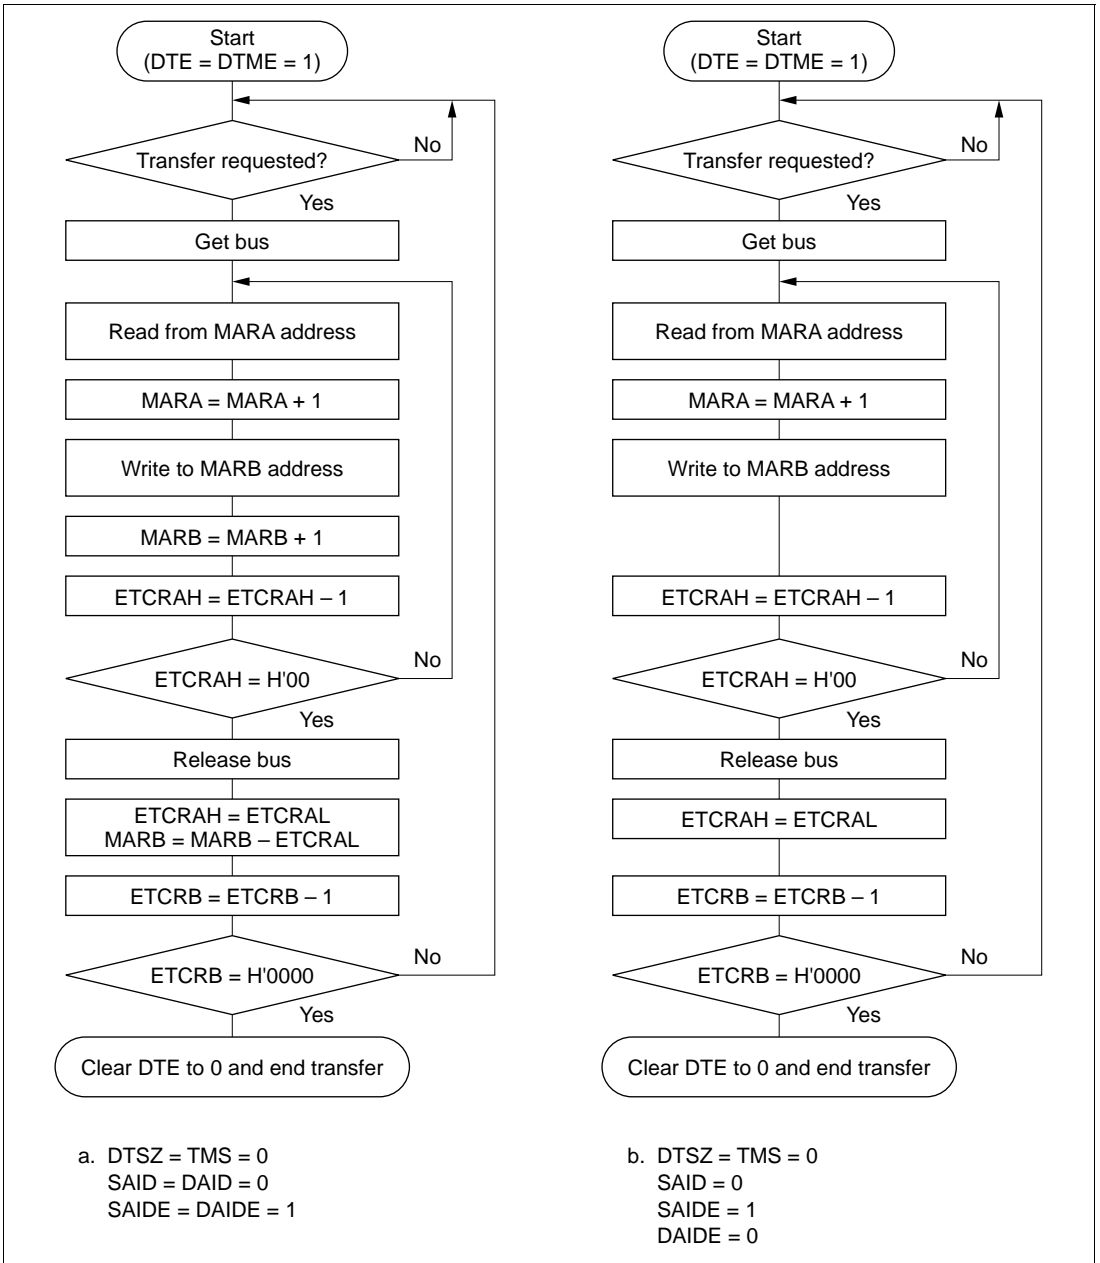 Start
(DTE = DTME = 1)
Transfer requested?
No
Yes
Get bus
Read from MARA address
MARA = MARA + 1
Write to MARB address
MARB = MARB + 1
ETCRAH = ETCRAH – 1
No
ETCRAH = H'00
Yes
Release bus
ETCRAH = ETCRAL
MARB = MARB – ETCRAL
ETCRB = ETCRB – 1
No
ETCRB = H'0000
Yes
Clear DTE to 0 and end transfer
a. DTSZ = TMS = 0
SAID = DAID = 0
SAIDE = DAIDE = 1
Start
(DTE = DTME = 1)
Transfer requested?
No
Yes
Get bus
Read from MARA address
MARA = MARA + 1
Write to MARB address
ETCRAH = ETCRAH – 1
No
ETCRAH = H'00
Yes
Release bus
ETCRAH = ETCRAL
ETCRB = ETCRB – 1
No
ETCRB = H'0000
Yes
Clear DTE to 0 and end transfer
b. DTSZ = TMS = 0
SAID = 0
SAIDE = 1
DAIDE = 0